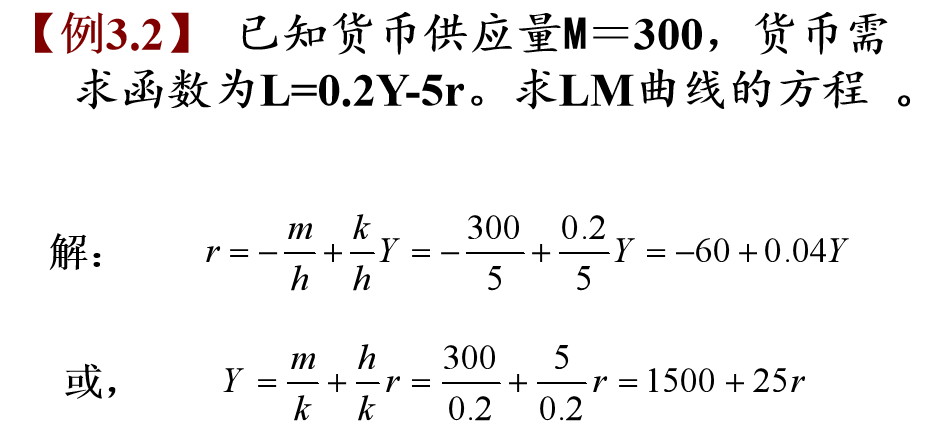 【例3.2】 已知货币供应量M＝300，货币需
求函数为L=0.2Y-5r。求LM曲线的方程 。
解： r = -\frac{m}{h} + \frac{k}{h}Y = -\frac{300}{5} + \frac{0.2}{5}Y = -60 + 0.04Y
或， Y = \frac{m}{k} + \frac{h}{k}r = \frac{300}{0.2} + \frac{5}{0.2}r = 1500 + 25r